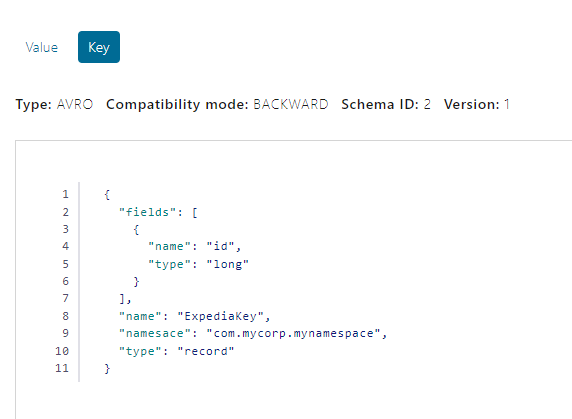 Value Key
Type: AVRO Compatibility mode: BACKWARD Schema ID: 2 Version: 1
1 {
2 "fields": [
3 {
4 "name": "id",
5 "type": "long"
6 }
7 ],
8 "name": "ExpediaKey",
9 "namesace": "com.mycorp.mynamespace",
10 "type": "record"
11 }